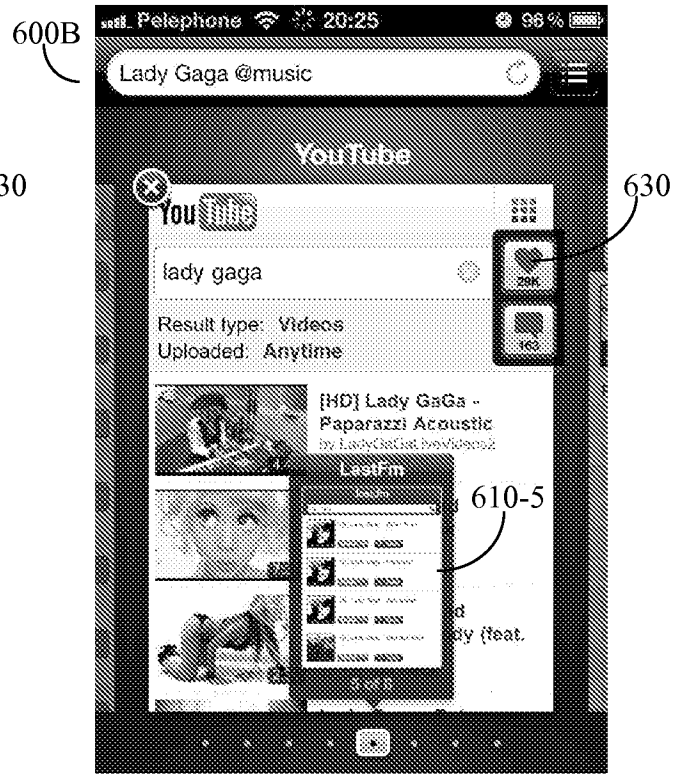 600B
Pelephone 20:25 96%
Lady Gaga @music
YouTube
30
630
You Tube
lady gaga
29K
163
Result type: Videos
Uploaded: Anytime
[HD] Lady GaGa -
Paparazzi Acoustic
by LadyGaGaLiveVideos2
LastFm
610-5
d
d
dy (feat.